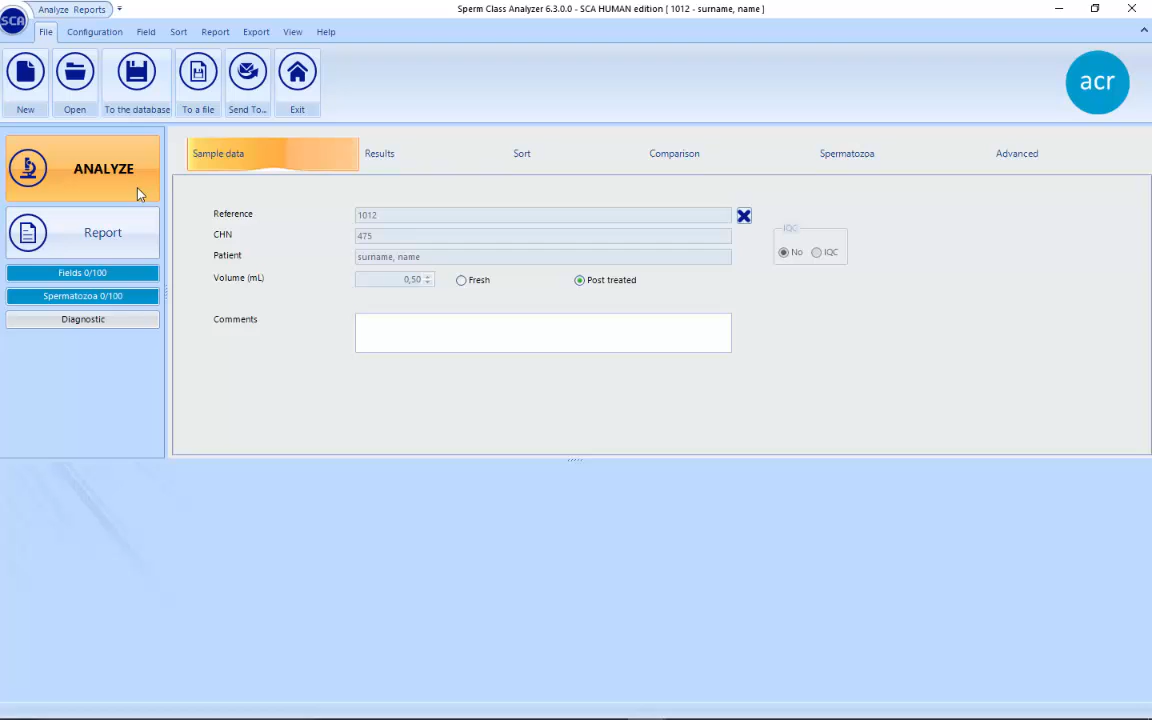 Analyze Reports
Sperm Class Analyzer 6.3.0.0 - SCA HUMAN edition [ 1012 - surname, name ]
SCA
File Configuration Field Sort Report Export View Help
New Open To the database To a file Send To... Exit
acr
ANALYZE
Report
Fields 0/100
Spermatozoa 0/100
Diagnostic
Sample data Results Sort Comparison Spermatozoa Advanced
Reference 1012
CHN 475
Patient surname, name
Volume (mL) 0,50 Fresh Post treated
IQC
No IQC
Comments